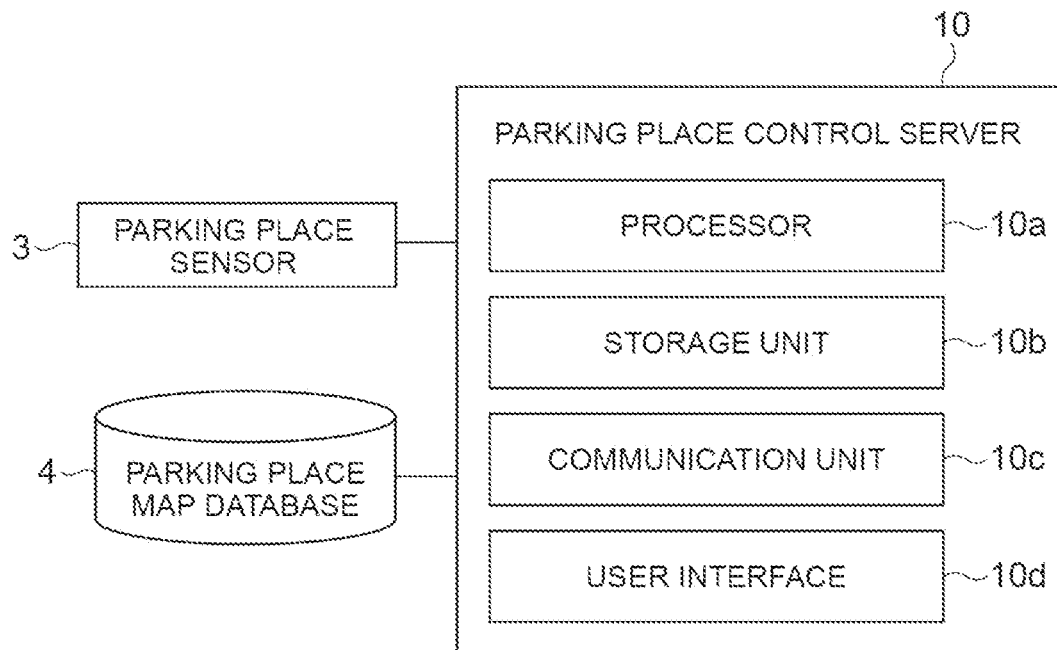 10
PARKING PLACE CONTROL SERVER
PROCESSOR
10a
3
PARKING PLACE
SENSOR
STORAGE UNIT
10b
4
PARKING PLACE
MAP DATABASE
COMMUNICATION UNIT
10c
USER INTERFACE
10d